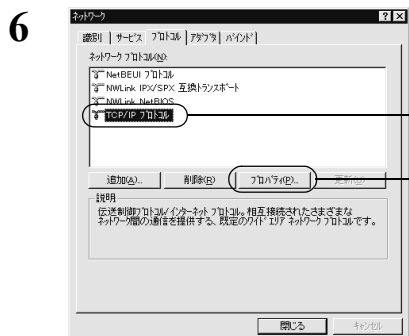 6
ネットワーク
識別 サービス プロトコル アダプタ バインド
ネットワーク プロトコル(N):
NetBEUI プロトコル
NWLink IPX/SPX 互換トランスポート
NWLink NetBIOS
TCP/IP プロトコル
追加(A)... 削除(R) プロパティ(P)... 更新(U)
説明
伝送制御プロトコル/インターネット プロトコル。相互接続されたさまざまな
ネットワーク間の通信を提供する、既定のワイド エリア ネットワーク プロトコルです。
閉じる キャンセル